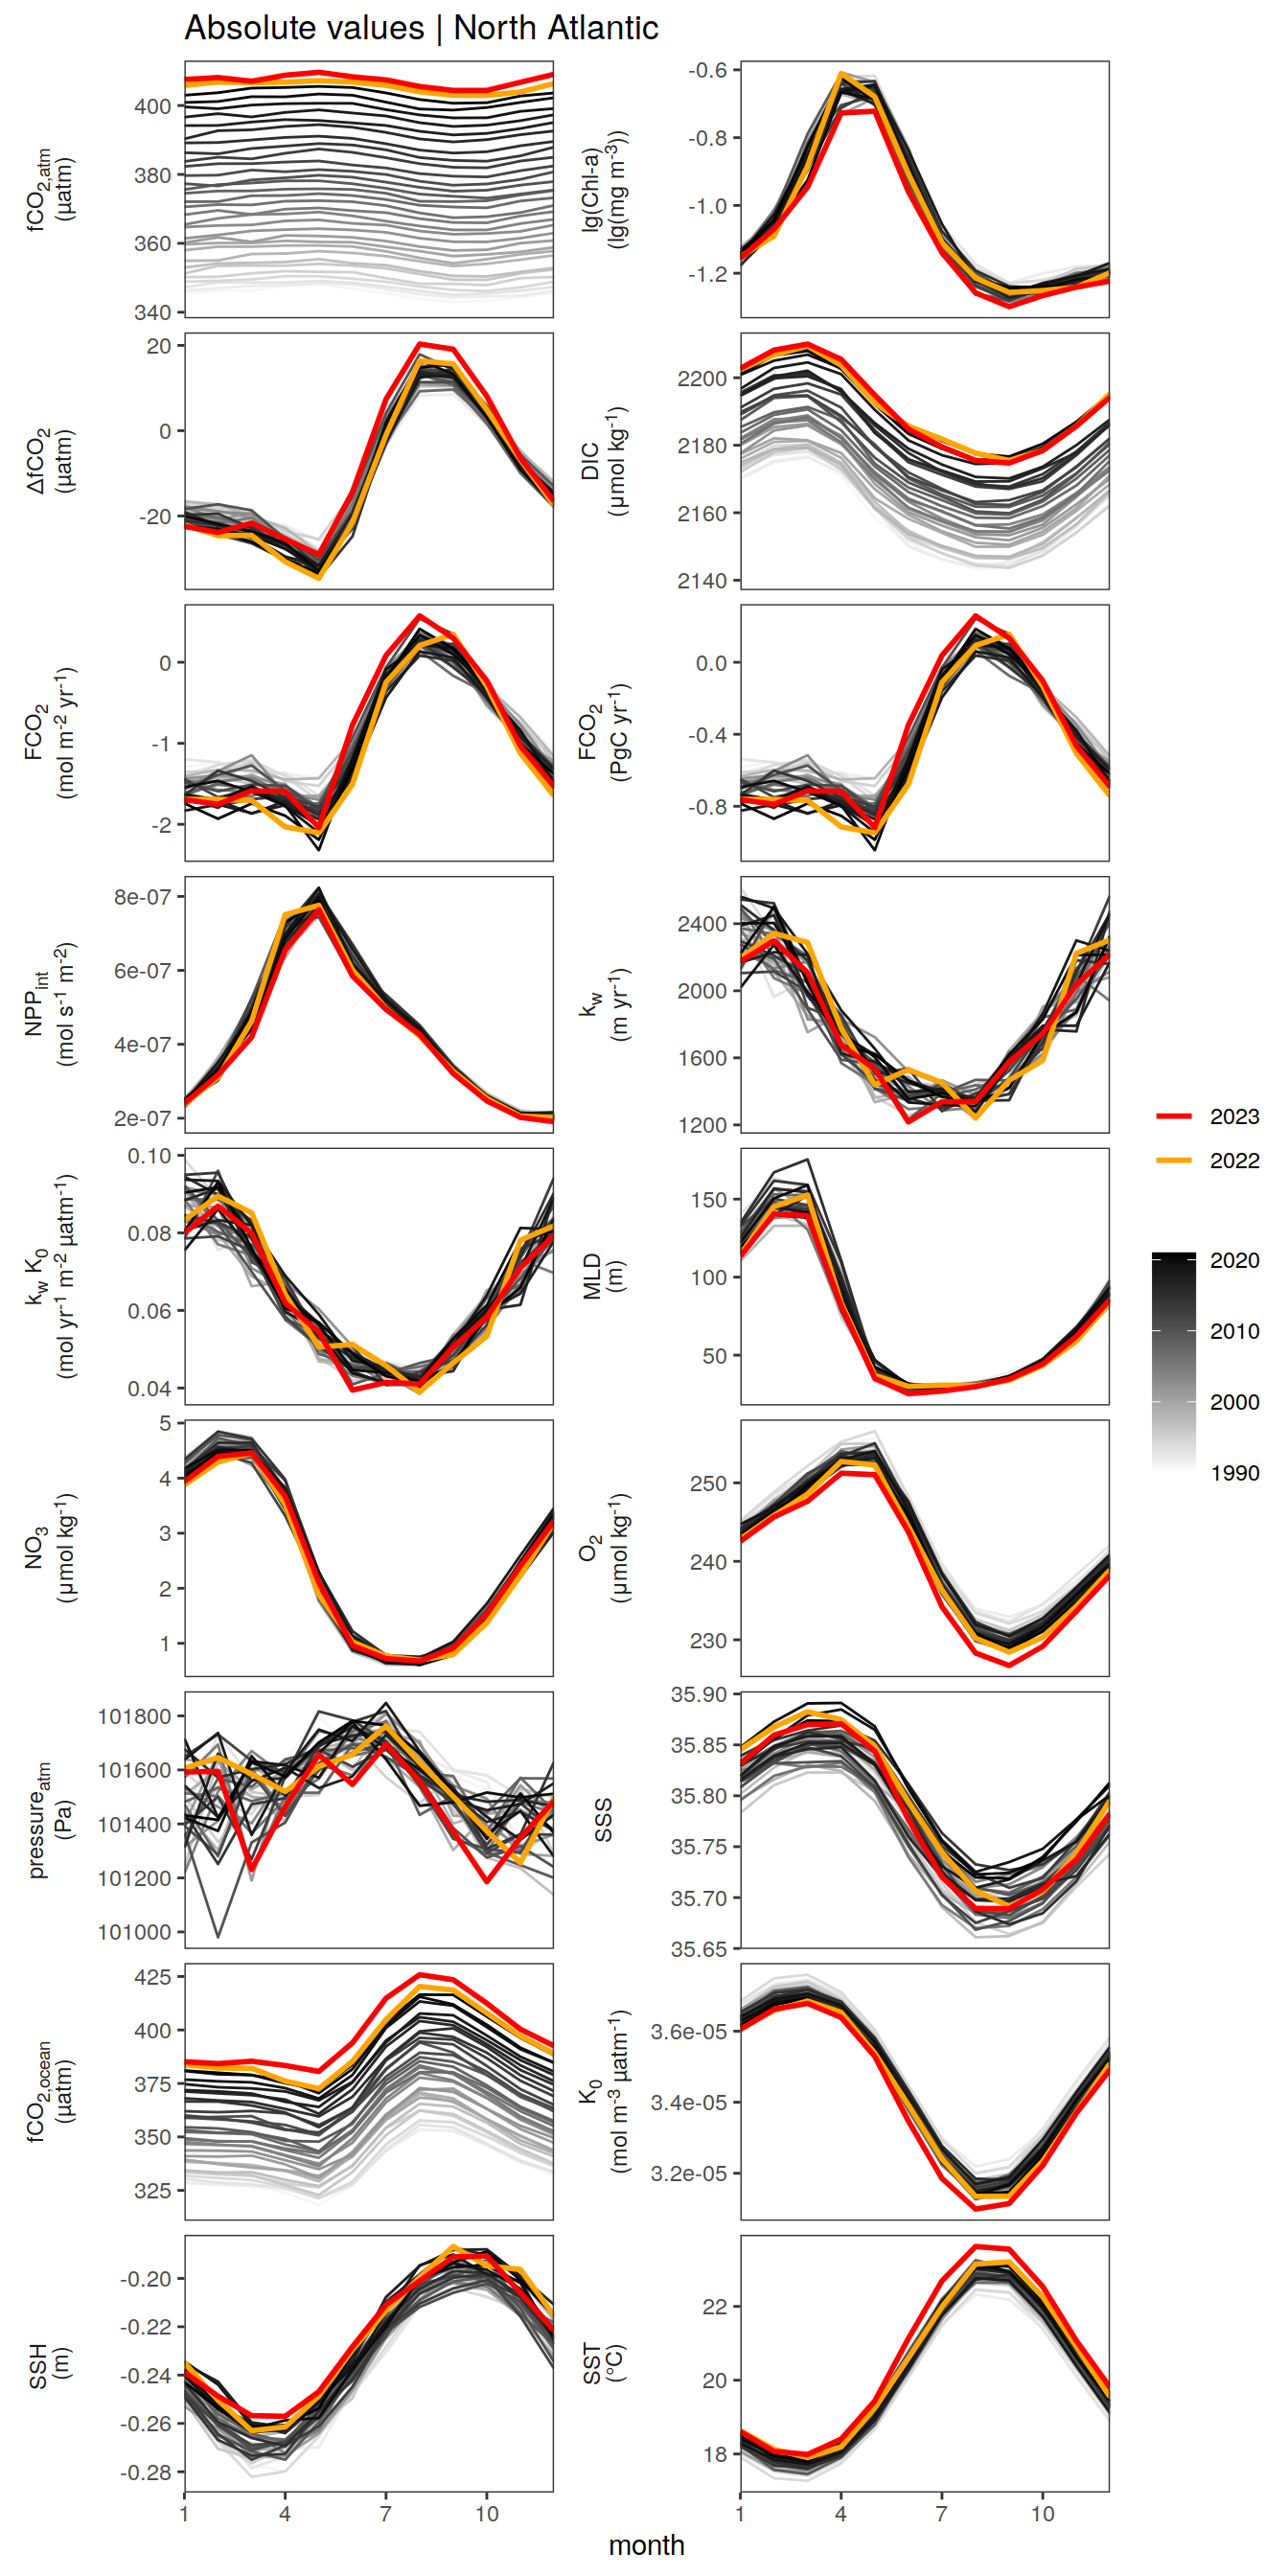 Absolute values | North Atlantic
fCO2,atm
(µatm)
400
380
360
340
lg(Chl-a)
(lg(mg m-3))
-0.6
-0.8
-1.0
-1.2
ΔfCO2
(µatm)
20
0
-20
DIC
(µmol kg-1)
2200
2180
2160
2140
FCO2
(mol m-2 yr-1)
0
-1
-2
FCO2
(PgC yr-1)
0.0
-0.4
-0.8
NPPint
(mol s-1 m-2)
8e-07
6e-07
4e-07
2e-07
kw
(m yr-1)
2400
2000
1600
1200
kw K0
(mol yr-1 m-2 µatm-1)
0.10
0.08
0.06
0.04
MLD
(m)
150
100
50
NO3
(µmol kg-1)
5
4
3
2
1
O2
(µmol kg-1)
250
240
230
pressureatm
(Pa)
101800
101600
101400
101200
101000
SSS
35.90
35.85
35.80
35.75
35.70
35.65
fCO2,ocean
(µatm)
425
400
375
350
325
K0
(mol m-3 µatm-1)
3.6e-05
3.4e-05
3.2e-05
SSH
(m)
-0.20
-0.22
-0.24
-0.26
-0.28
SST
(°C)
22
20
18
1 4 7 10
1 4 7 10
month
2023
2022
2020
2010
2000
1990